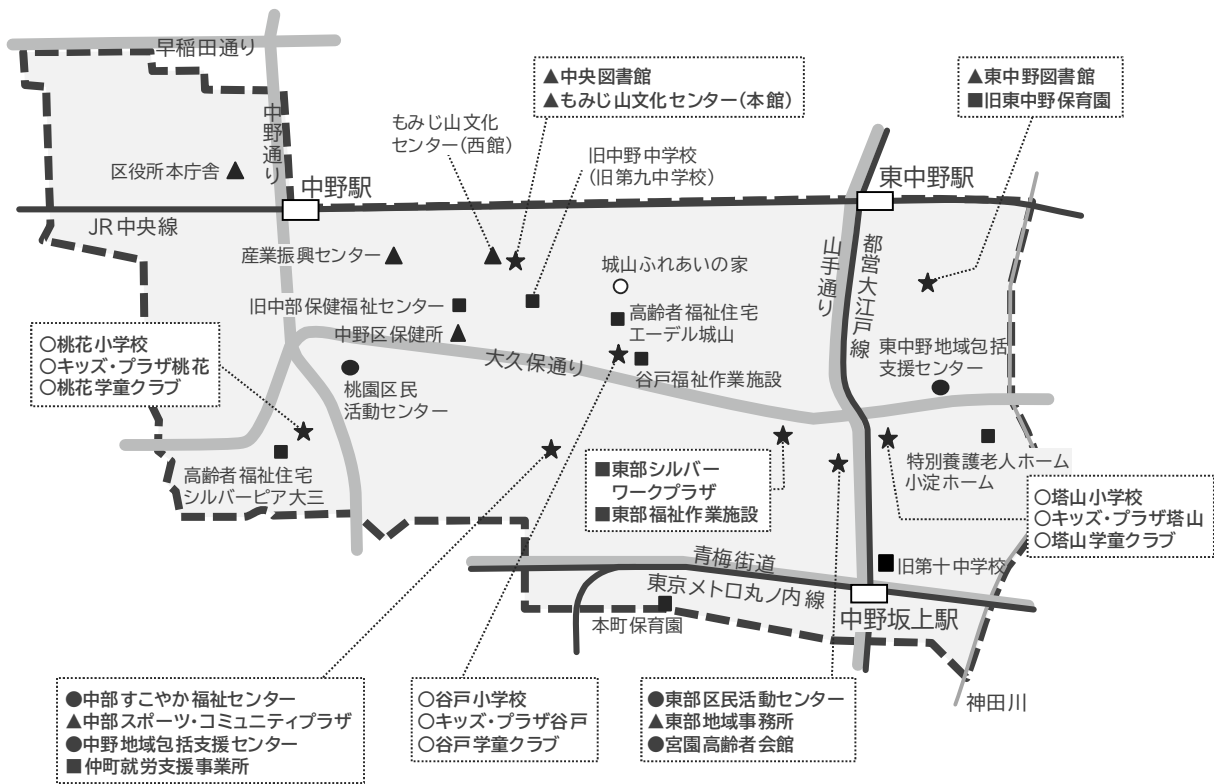 早稲田通り
中野通り
▲中央図書館
▲もみじ山文化センター(本館)
▲東中野図書館
■旧東中野保育園
もみじ山文化
センター(西館)
旧中野中学校
(旧第九中学校)
区役所本庁舎
中野駅
東中野駅
JR中央線
産業振興センター
城山ふれあいの家
山手通り
都営大江戸線
旧中部保健福祉センター
高齢者福祉住宅
エーデル城山
中野区保健所
○桃花小学校
○キッズ・プラザ桃花
○桃花学童クラブ
大久保通り
東中野地域包括
支援センター
谷戸福祉作業施設
桃園区民
活動センター
高齢者福祉住宅
シルバーピア大三
■東部シルバー
ワークプラザ
■東部福祉作業施設
特別養護老人ホーム
小淀ホーム
○塔山小学校
○キッズ・プラザ塔山
○塔山学童クラブ
青梅街道
旧第十中学校
東京メトロ丸ノ内線
本町保育園
中野坂上駅
神田川
●中部すこやか福祉センター
▲中部スポーツ・コミュニティプラザ
●中野地域包括支援センター
■仲町就労支援事業所
○谷戸小学校
○キッズ・プラザ谷戸
○谷戸学童クラブ
●東部区民活動センター
▲東部地域事務所
●宮園高齢者会館